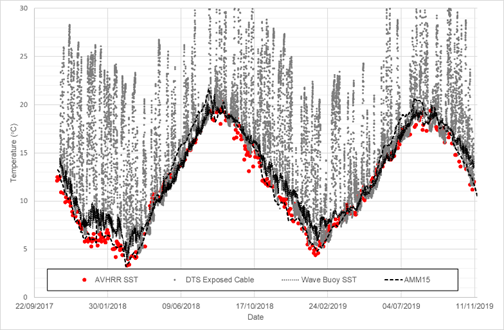 30
25
20
15
10
5
0
Temperature (°C)
AVHRR SST
DTS Exposed Cable
Wave Buoy SST
AMM15
22/09/2017
30/01/2018
09/06/2018
17/10/2018
24/02/2019
04/07/2019
11/11/2019
Date